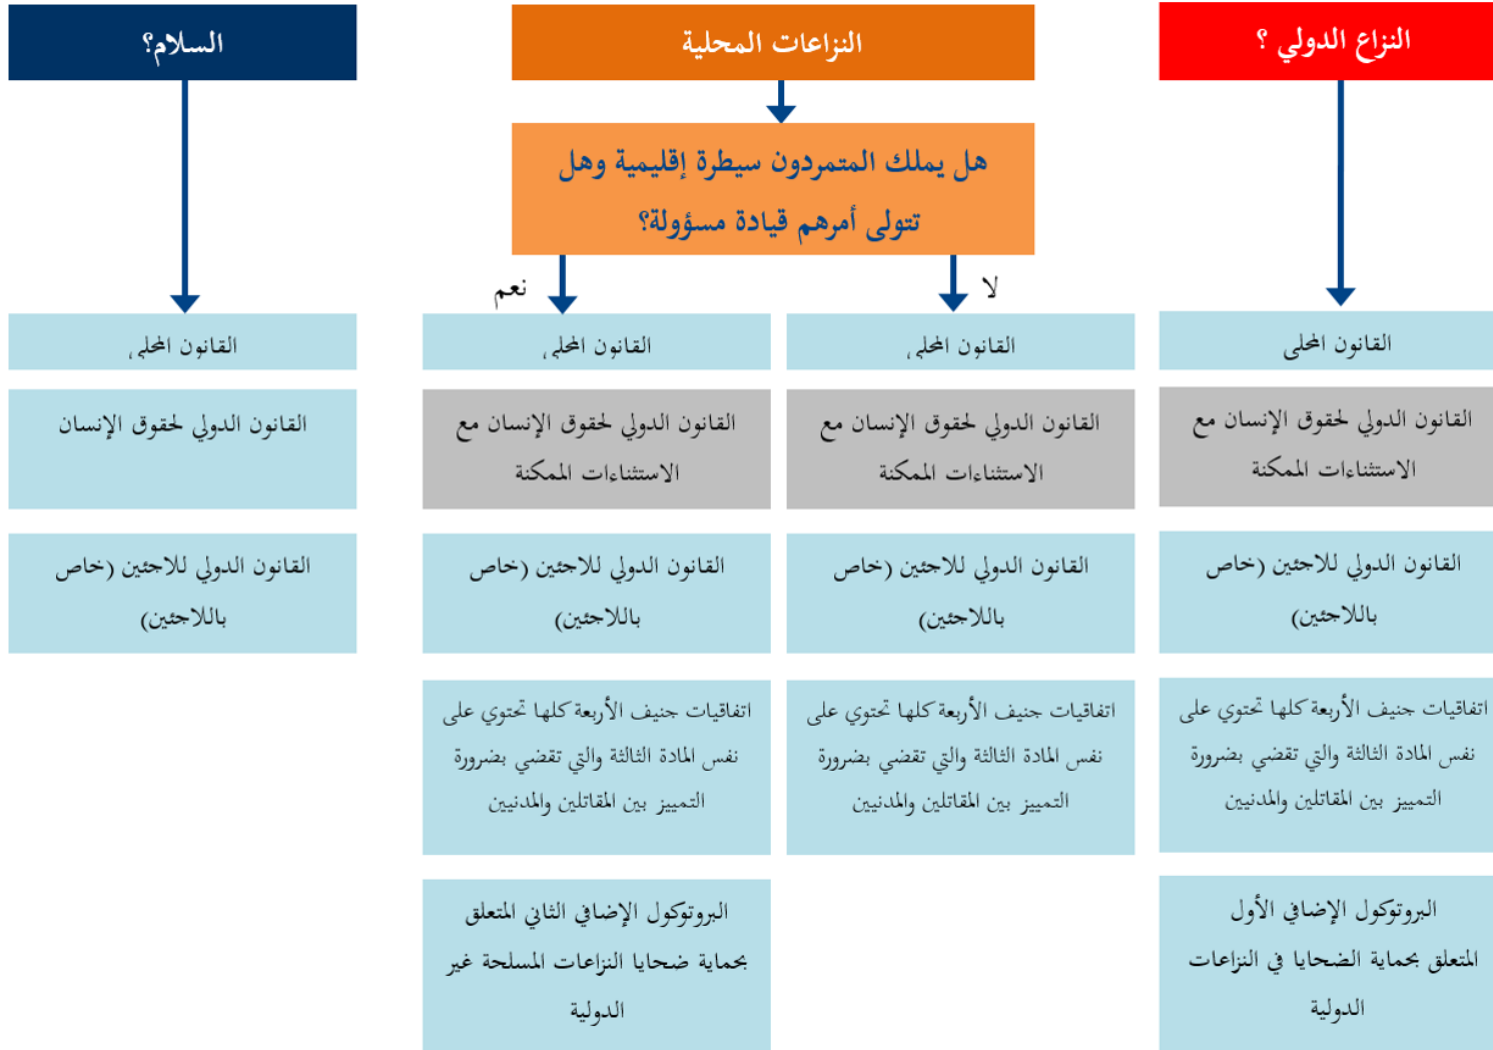 النزاع الدولي ؟
النزاعات المحلية
السلام؟
هل يملك المتمردون سيطرة إقليمية وهل
تتولى أمرهم قيادة مسؤولة؟
لا
نعم
القانون المحلى
القانون الدولي لحقوق الإنسان مع
الاستثناءات الممكنة
القانون الدولي للاجئين (خاص
باللاجئين)
اتفاقيات جنيف الأربعة كلها تحتوي على
نفس المادة الثالثة والتي تقضي بضرورة
التمييز بين المقاتلين والمدنيين
البروتوكول الإضافي الأول
المتعلق بحماية الضحايا في النزاعات
الدولية
القانون المحلي
القانون الدولي لحقوق الإنسان مع
الاستثناءات الممكنة
القانون الدولي للاجئين (خاص
باللاجئين)
اتفاقيات جنيف الأربعة كلها تحتوي على
نفس المادة الثالثة والتي تقضي بضرورة
التمييز بين المقاتلين والمدنيين
القانون المحلي
القانون الدولي لحقوق الإنسان مع
الاستثناءات الممكنة
القانون الدولي للاجئين (خاص
باللاجئين)
اتفاقيات جنيف الأربعة كلها تحتوي على
نفس المادة الثالثة والتي تقضي بضرورة
التمييز بين المقاتلين والمدنيين
البروتوكول الإضافي الثاني المتعلق
بحماية ضحايا النزاعات المسلحة غير
الدولية
القانون المحلي
القانون الدولي لحقوق الإنسان
القانون الدولي للاجئين (خاص
باللاجئين)